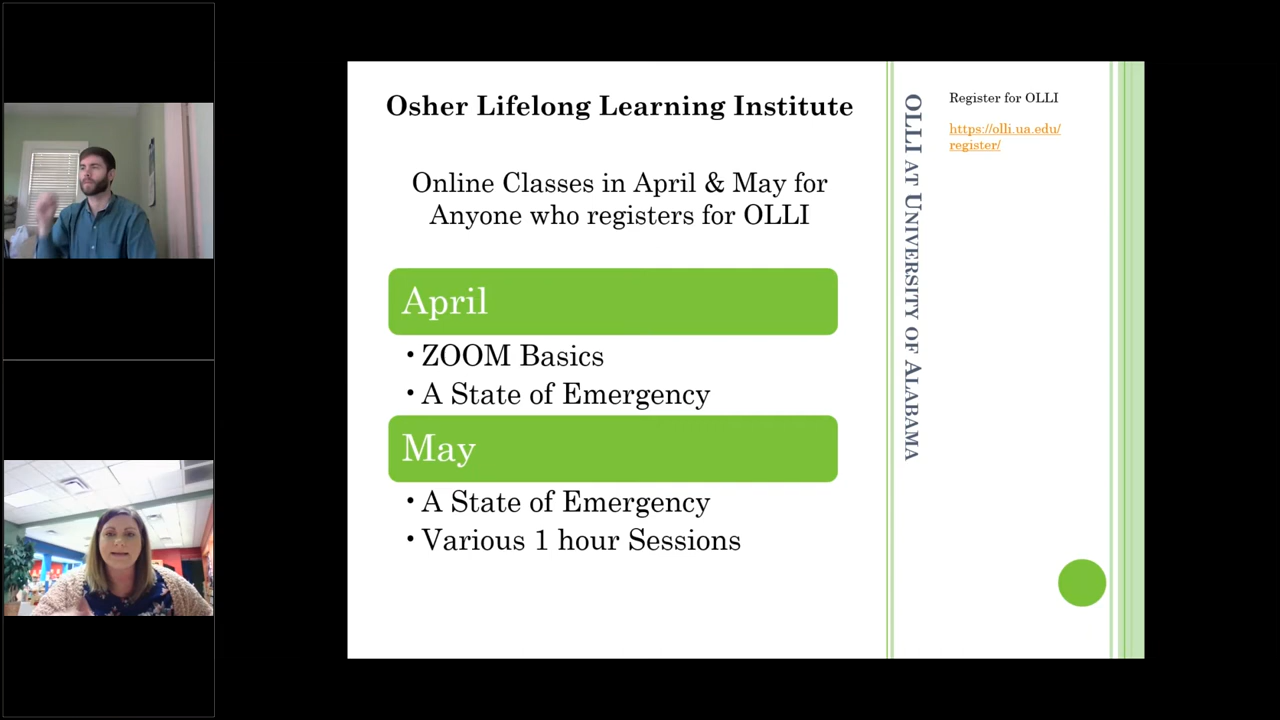 Osher Lifelong Learning Institute
Online Classes in April & May for
Anyone who registers for OLLI
April
• ZOOM Basics
• A State of Emergency
May
• A State of Emergency
• Various 1 hour Sessions
OLLI AT UNIVERSITY OF ALABAMA
Register for OLLI
https://olli.ua.edu/
register/